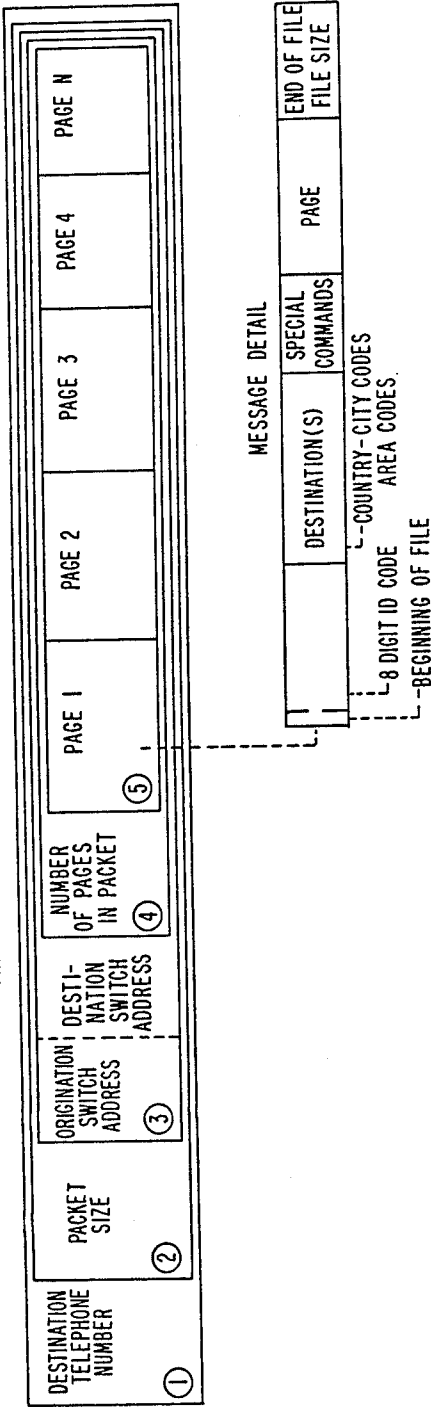 DESTINATION
TELEPHONE
NUMBER
①
PACKET
SIZE
②
ORIGINATION
SWITCH
ADDRESS
③
DESTI-
NATION
SWITCH
ADDRESS
NUMBER
OF PAGES
IN PACKET
④
PAGE 1
⑤
PAGE 2
PAGE 3
PAGE 4
PAGE N
MESSAGE DETAIL
DESTINATION(S)
SPECIAL
COMMANDS
PAGE
END OF FILE
FILE SIZE
COUNTRY-CITY CODES
AREA CODES
8 DIGIT ID CODE
BEGINNING OF FILE